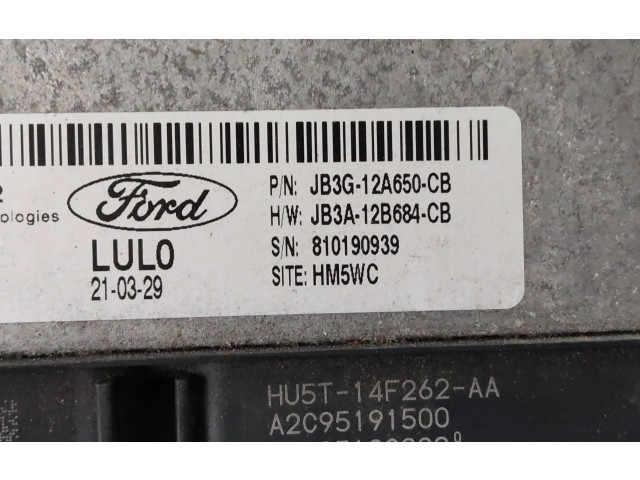 2
ologies
Ford
LUL0
21-03-29
P/N: JB3G-12A650-CB
H/W: JB3A-12B684-CB
S/N: 810190939
SITE: HM5WC
HU5T-14F262-AA
A2C95191500